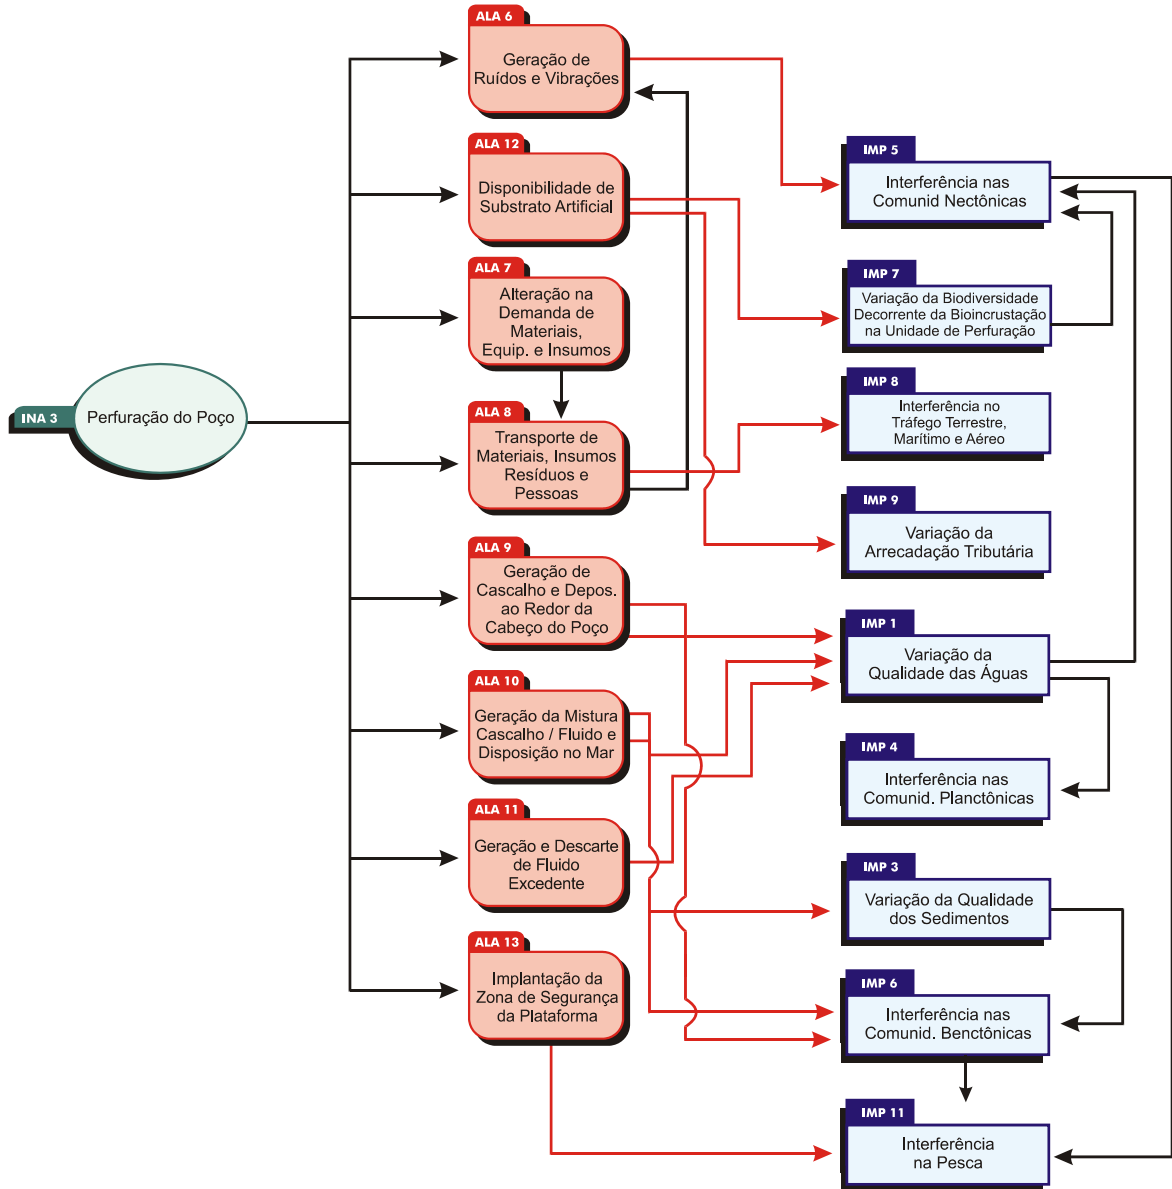 INA 3
Perfuração do Poço
ALA 6
Geração de
Ruídos e Vibrações
ALA 12
Disponibilidade de
Substrato Artificial
ALA 7
Alteração na
Demanda de
Materiais,
Equip. e Insumos
ALA 8
Transporte de
Materiais, Insumos
Resíduos e
Pessoas
ALA 9
Geração de
Cascalho e Depos.
ao Redor da
Cabeço do Poço
ALA 10
Geração da Mistura
Cascalho / Fluido e
Disposição no Mar
ALA 11
Geração e Descarte
de Fluido
Excedente
ALA 13
Implantação da
Zona de Segurança
da Plataforma
IMP 5
Interferência nas
Comunid Nectônicas
IMP 7
Variação da Biodiversidade
Decorrente da Bioincrustação
na Unidade de Perfuração
IMP 8
Interferência no
Tráfego Terrestre,
Marítimo e Aéreo
IMP 9
Variação da
Arrecadação Tributária
IMP 1
Variação da
Qualidade das Águas
IMP 4
Interferência nas
Comunid. Planctônicas
IMP 3
Variação da Qualidade
dos Sedimentos
IMP 6
Interferência nas
Comunid. Benctônicas
IMP 11
Interferência
na Pesca